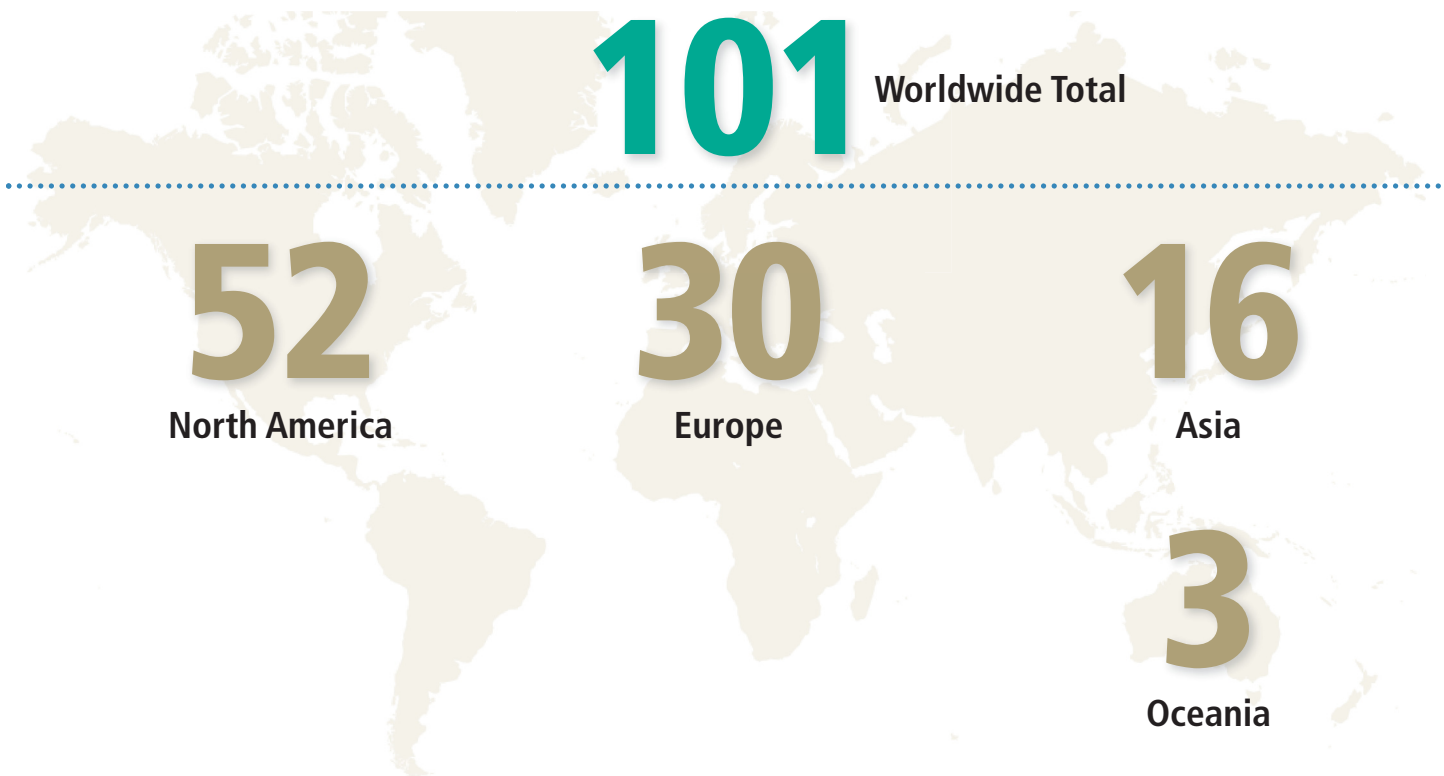 101
Worldwide Total
52
North America
30
Europe
16
Asia
3
Oceania